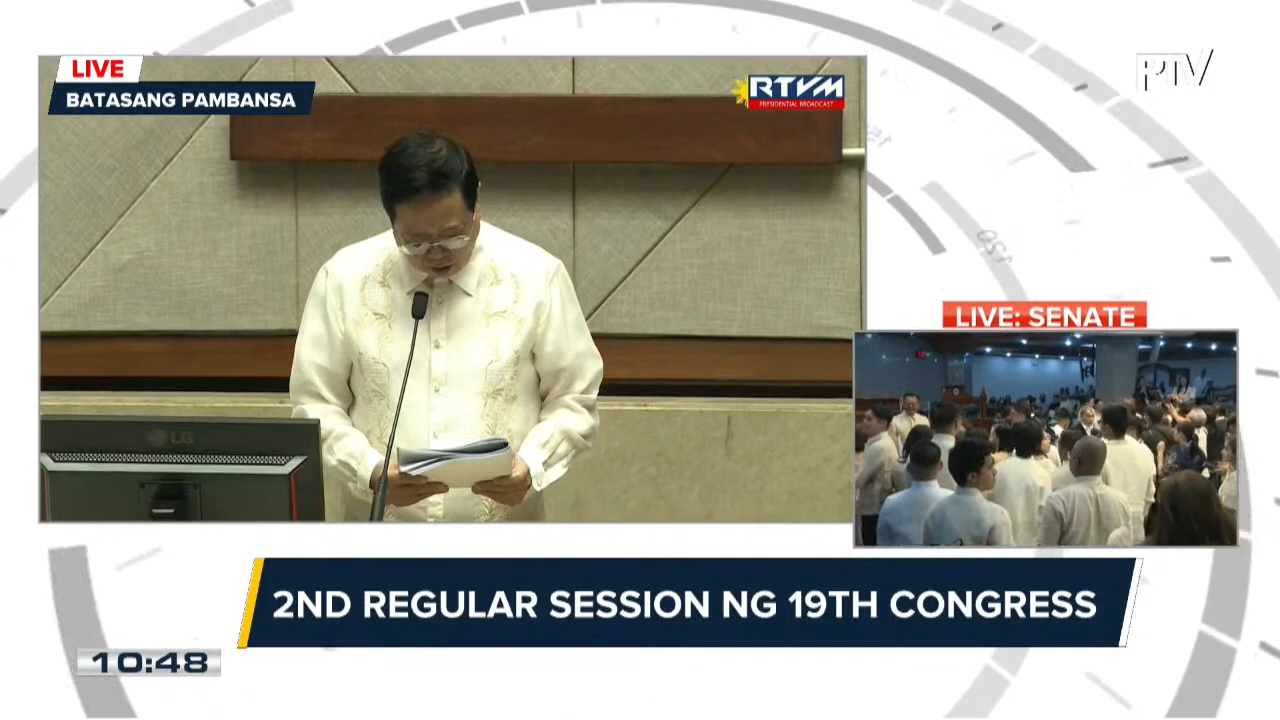 LIVE
BATASANG PAMBANSA
RTVM
PRESIDENTIAL BROADCAST
PTV
LIVE: SENATE
LG
2ND REGULAR SESSION NG 19TH CONGRESS
10:48